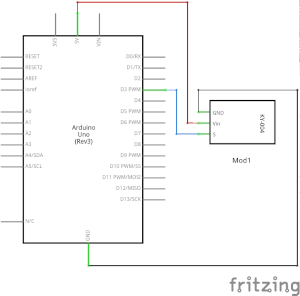 3V3
5V
VIN
RESET
RESET2
AREF
ioref
A0
A1
A2
A3
A4/SDA
A5/SCL
N/C
Arduino
Uno
(Rev3)
D0/RX
D1/TX
D2
D3 PWM
D4
D5 PWM
D6 PWM
D7
D8
D9 PWM
D10 PWM/SS
D11 PWM/MOSI
D12/MISO
D13/SCK
GND
GND
Vin
S
KY-004
Mod1
fritzing